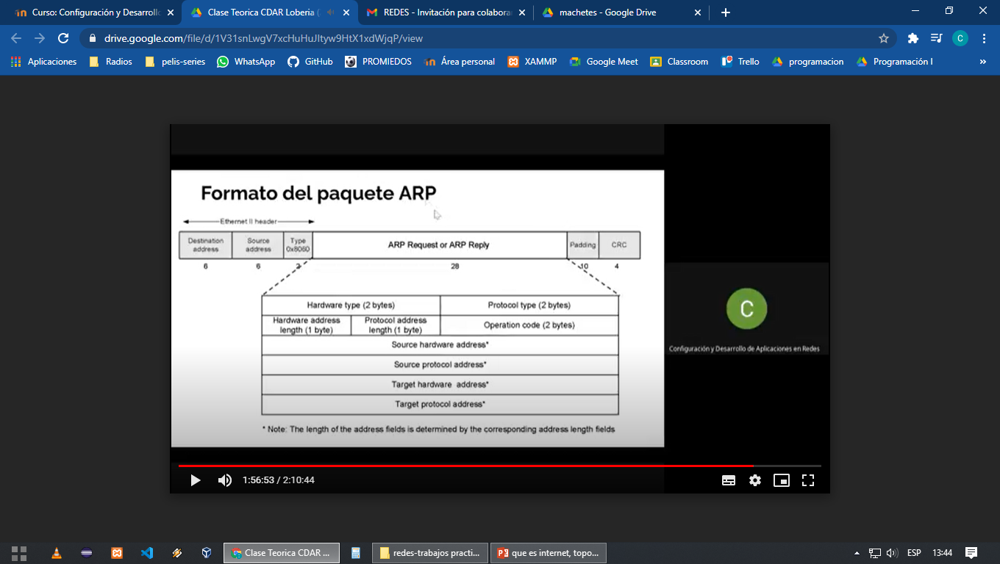 Curso: Configuración y Desarroll
Clase Teorica CDAR Loberia (
REDES - Invitación para colabora
machetes - Google Drive
drive.google.com/file/d/1V31snLwgV7xcHuHuJltyw9HtX1xdWjqP/view
C
Aplicaciones
Radios
pelis-series
WhatsApp
GitHub
PROMIEDOS
Área personal
XAMMP
Google Meet
Classroom
Trello
programacion
Programación I
»
Formato del paquete ARP
Ethernet II header
Destination
address
Source
address
Type
0x8060
ARP Request or ARP Reply
Padding
CRC
6
6
2
28
10
4
Hardware type (2 bytes)
Protocol type (2 bytes)
Hardware address
length (1 byte)
Protocol address
length (1 byte)
Operation code (2 bytes)
Source hardware address*
Source protocol address*
Target hardware address*
Target protocol address*
* Note: The length of the address fields is determined by the corresponding address length fields
C
Configuración y Desarrollo de Aplicaciones en Redes
1:56:53 / 2:10:44
Clase Teorica CDAR ...
redes-trabajos practi...
que es internet, topo...
ESP
13:44